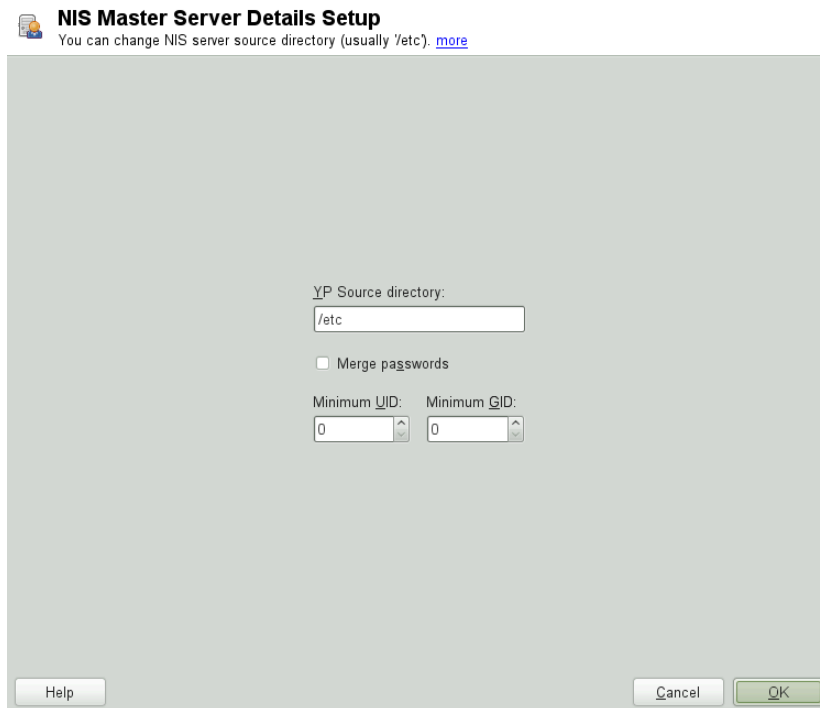 NIS Master Server Details Setup
You can change NIS server source directory (usually '/etc'). more
YP Source directory:
/etc
Merge passwords
Minimum UID: Minimum GID:
0 0
Help Cancel OK